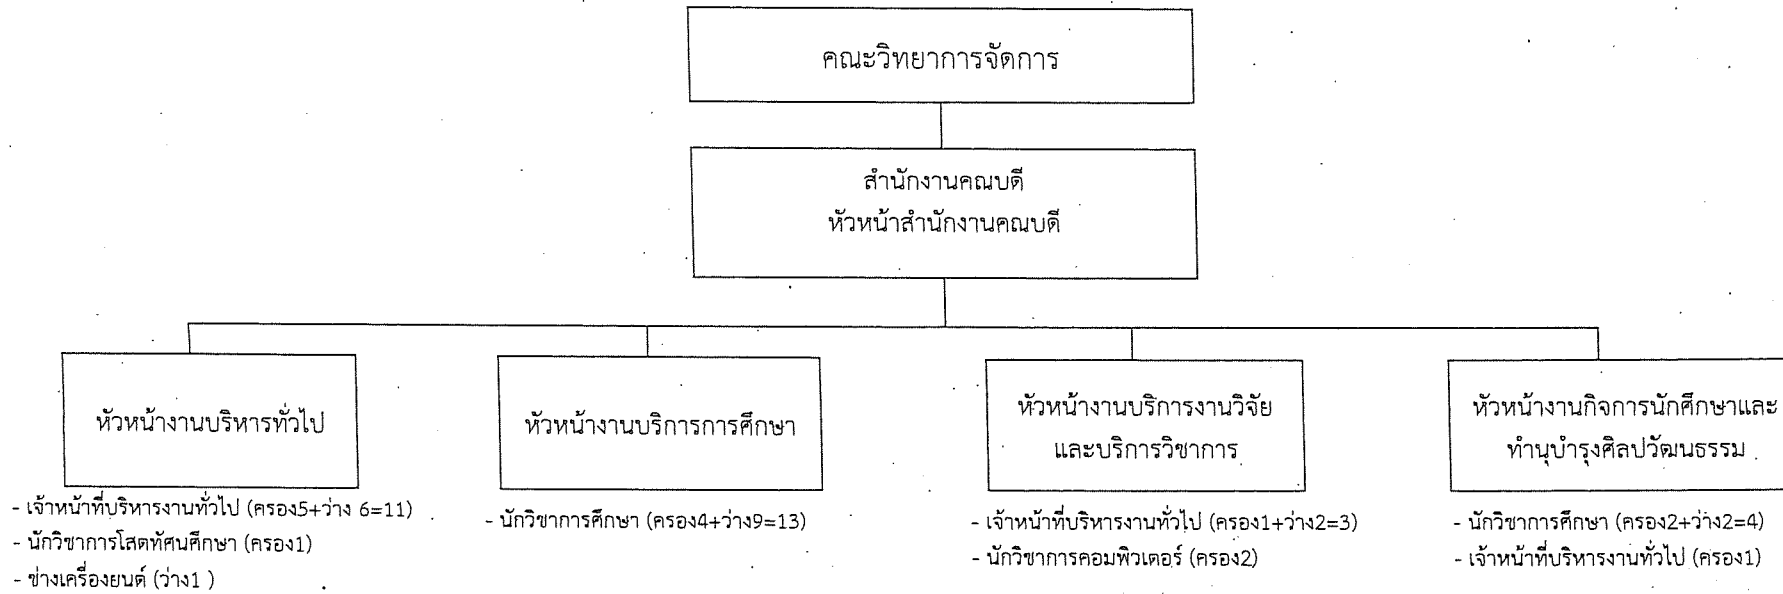 คณะวิทยาการจัดการ
สำนักงานคณบดี
หัวหน้าสำนักงานคณบดี
หัวหน้างานบริหารทั่วไป
- เจ้าหน้าที่บริหารงานทั่วไป (ครอง5+ว่าง 6=11)
- นักวิชาการโสตทัศนศึกษา (ครอง1)
- ช่างเครื่องยนต์ (ว่าง1 )
หัวหน้างานบริการการศึกษา
- นักวิชาการศึกษา (ครอง4+ว่าง9=13)
หัวหน้างานบริการงานวิจัย
และบริการวิชาการ
- เจ้าหน้าที่บริหารงานทั่วไป (ครอง1+ว่าง2=3)
- นักวิชาการคอมพิวเตอร์ (ครอง2)
หัวหน้างานกิจการนักศึกษาและ
ทำนุบำรุงศิลปวัฒนธรรม
- นักวิชาการศึกษา (ครอง2+ว่าง2=4)
- เจ้าหน้าที่บริหารงานทั่วไป (ครอง1)